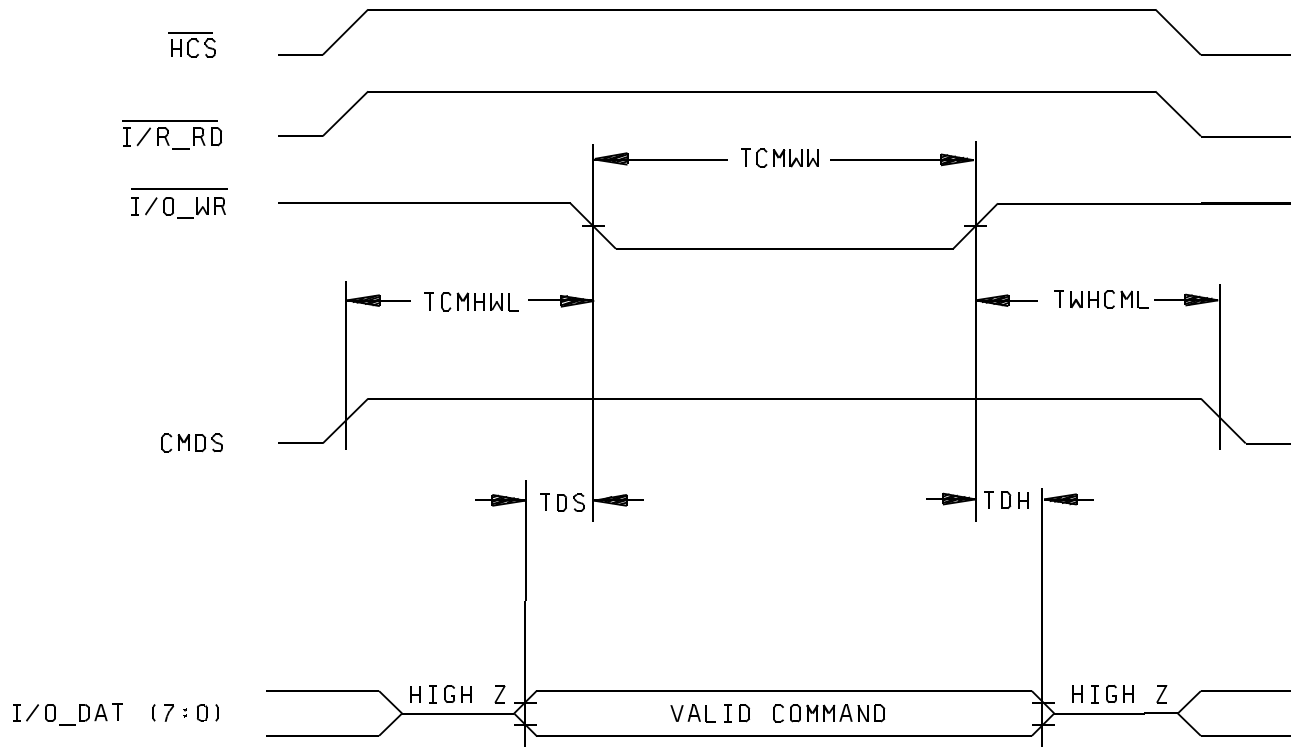 HCS
I/R_RD
TCMWW
I/O_WR
TCMHWL
TWHCML
CMDS
TDS
TDH
HIGH Z
HIGH Z
I/O_DAT (7:0)
VALID COMMAND